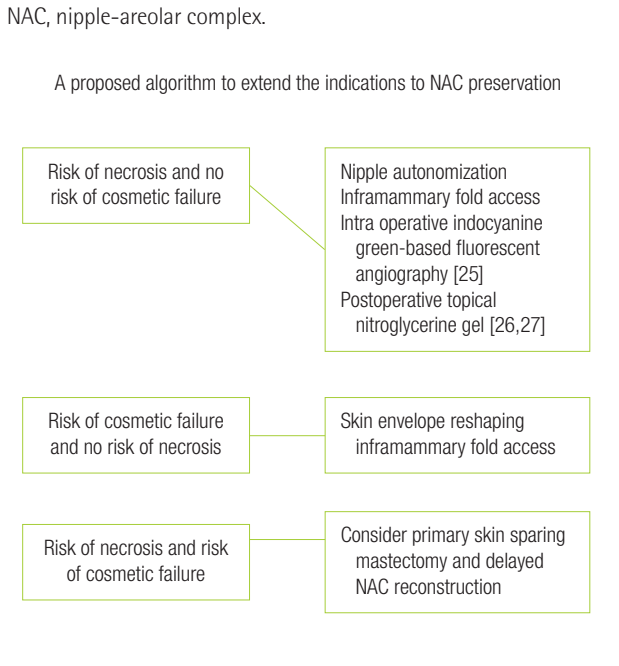 NAC, nipple-areolar complex.
A proposed algorithm to extend the indications to NAC preservation
Risk of necrosis and no
risk of cosmetic failure
Nipple autonomization
Inframammary fold access
Intra operative indocyanine
green-based fluorescent
angiography [25]
Postoperative topical
nitroglycerine gel [26,27]
Risk of cosmetic failure
and no risk of necrosis
Skin envelope reshaping
inframammary fold access
Risk of necrosis and risk
of cosmetic failure
Consider primary skin sparing
mastectomy and delayed
NAC reconstruction